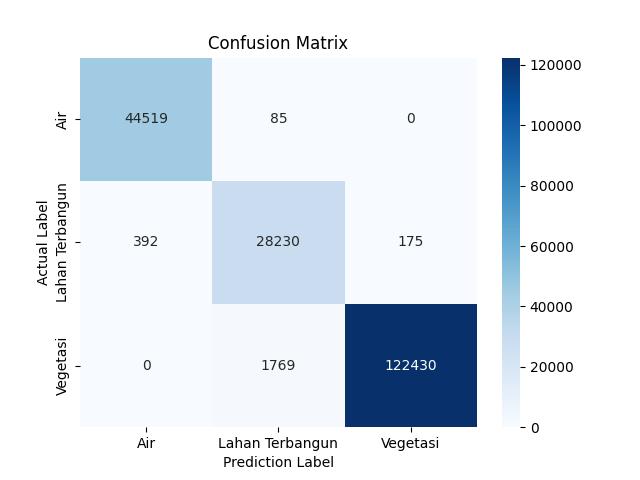 Confusion Matrix
Actual Label
Air
44519
85
0
Lahan Terbangun
392
28230
175
Vegetasi
0
1769
122430
Air
Lahan Terbangun
Vegetasi
Prediction Label
120000
100000
80000
60000
40000
20000
0